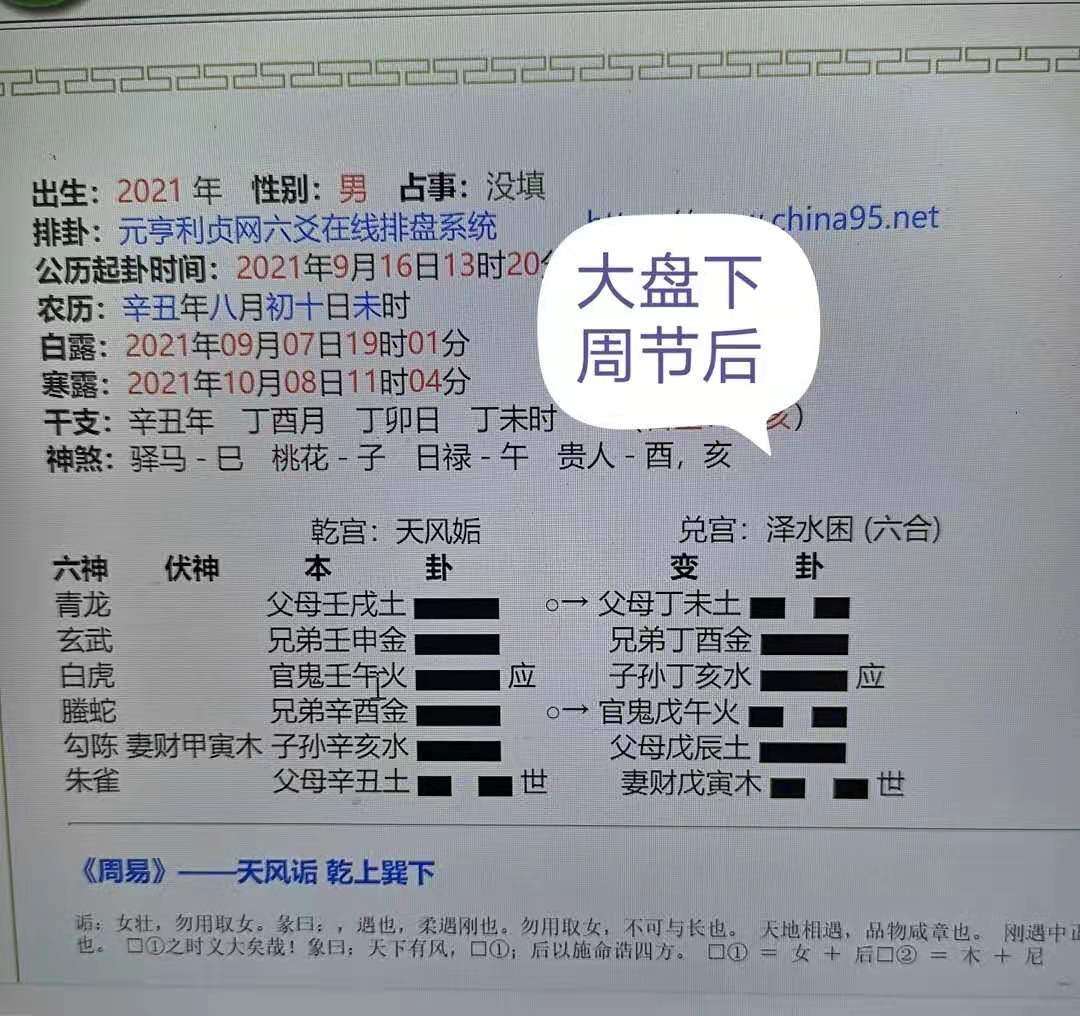 出生：2021 年 性别：男 占事：没填
排卦：元亨利贞网六爻在线排盘系统 china95.net
公历起卦时间：2021年9月16日13时20
大盘下
周节后
农历：辛丑年八月初十日未时
白露：2021年09月07日19时01分
寒露：2021年10月08日11时04分
干支：辛丑年 丁酉月 丁卯日 丁未时 亥）
神煞：驿马－巳 桃花－子 日禄－午 贵人－酉，亥
乾宫：天风姤 兑宫：泽水困 (六合)
六神 伏神 本 卦 变 卦
青龙 父母壬戌土 ○→ 父母丁未土
玄武 兄弟壬申金 兄弟丁酉金
白虎 官鬼壬午火 应 子孙丁亥水 应
螣蛇 兄弟辛酉金 ○→ 官鬼戊午火
勾陈 妻财甲寅木 子孙辛亥水 父母戊辰土
朱雀 父母辛丑土 世 妻财戊寅木 世
《周易》——天风诟 乾上巽下
诟：女壮，勿用取女。彖曰：，遇也，柔遇刚也。勿用取女，不可与长也。 天地相遇，品物咸章也。 刚遇中正
也。 □①之时义大矣哉！象曰：天下有风，□①；后以施命诰四方。 □① ＝ 女 ＋ 后□② ＝ 木 ＋ 尼